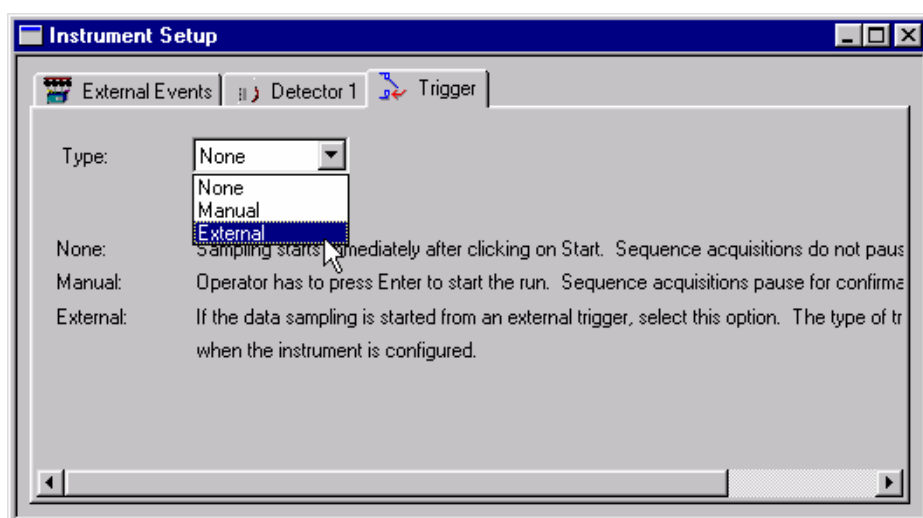 Instrument Setup
External Events Detector 1 Trigger
Type: None
None
Manual
External
None: Sampling starts immediately after clicking on Start. Sequence acquisitions do not paus
Manual: Operator has to press Enter to start the run. Sequence acquisitions pause for confirma
External: If the data sampling is started from an external trigger, select this option. The type of tr
when the instrument is configured.